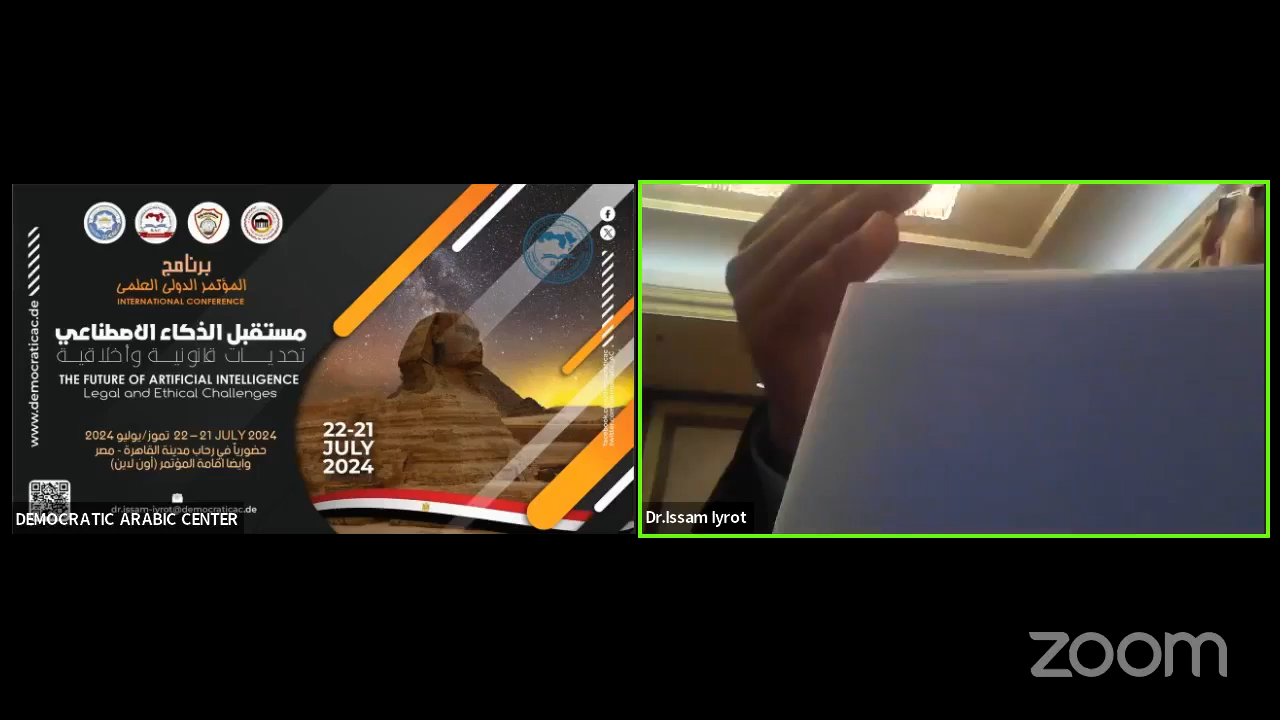 برنامج
المؤتمر الدولي العلمي
INTERNATIONAL CONFERENCE
مستقبل الذكاء الاصطناعي
تحديات قانونية وأخلاقية
THE FUTURE OF ARTIFICIAL INTELLIGENCE
Legal and Ethical Challenges
22-21
JULY
2024
2024 تموز/يوليو 22 – 21 JULY 2024
حضورياً في رحاب مدينة القاهرة - مصر
وايضا اقامة المؤتمر (أون لاين)
dr.issam-iyrot@democraticac.de
www.democraticac.de
DEMOCRATIC ARABIC CENTER
Dr.Issam Iyrot
zoom